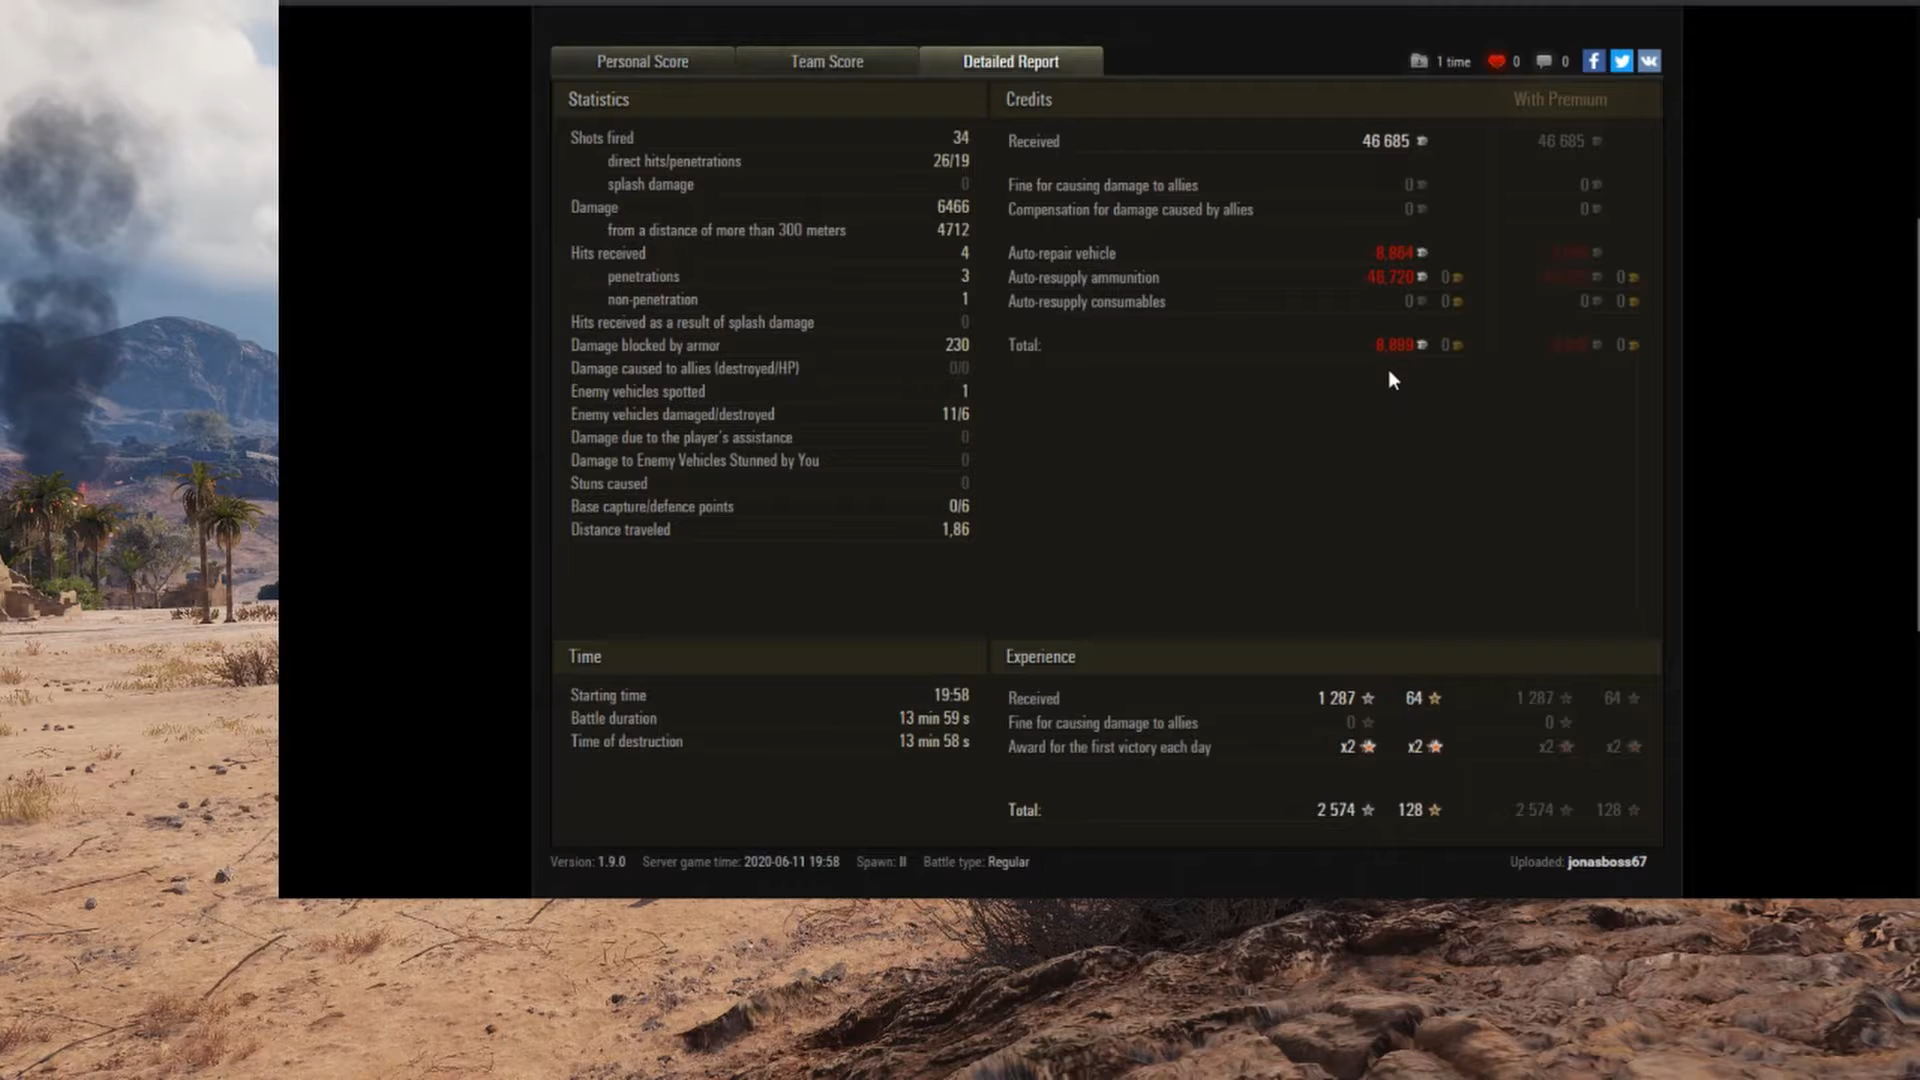 Personal Score
Team Score
Detailed Report
1 time
0
0
Statistics
Shots fired 34
direct hits/penetrations 26/19
splash damage 0
Damage 6466
from a distance of more than 300 meters 4712
Hits received 4
penetrations 3
non-penetration 1
Hits received as a result of splash damage 0
Damage blocked by armor 230
Damage caused to allies (destroyed/HP) 0/0
Enemy vehicles spotted 1
Enemy vehicles damaged/destroyed 11/6
Damage due to the player's assistance 0
Damage to Enemy Vehicles Stunned by You 0
Stuns caused 0
Base capture/defence points 0/6
Distance traveled 1,86
Credits With Premium
Received 46 685 46 685
Fine for causing damage to allies 0 0
Compensation for damage caused by allies 0 0
Auto-repair vehicle 8,864
Auto-resupply ammunition 46,720 0 0
Auto-resupply consumables 0 0 0 0
Total: 8,899 0 0
Time
Starting time 19:58
Battle duration 13 min 59 s
Time of destruction 13 min 58 s
Experience
Received 1 287 64 1 287 64
Fine for causing damage to allies 0 0
Award for the first victory each day x2 x2 x2 x2
Total: 2 574 128 2 574 128
Version: 1.9.0 Server game time: 2020-06-11 19:58 Spawn: II Battle type: Regular
Uploaded: jonasboss67